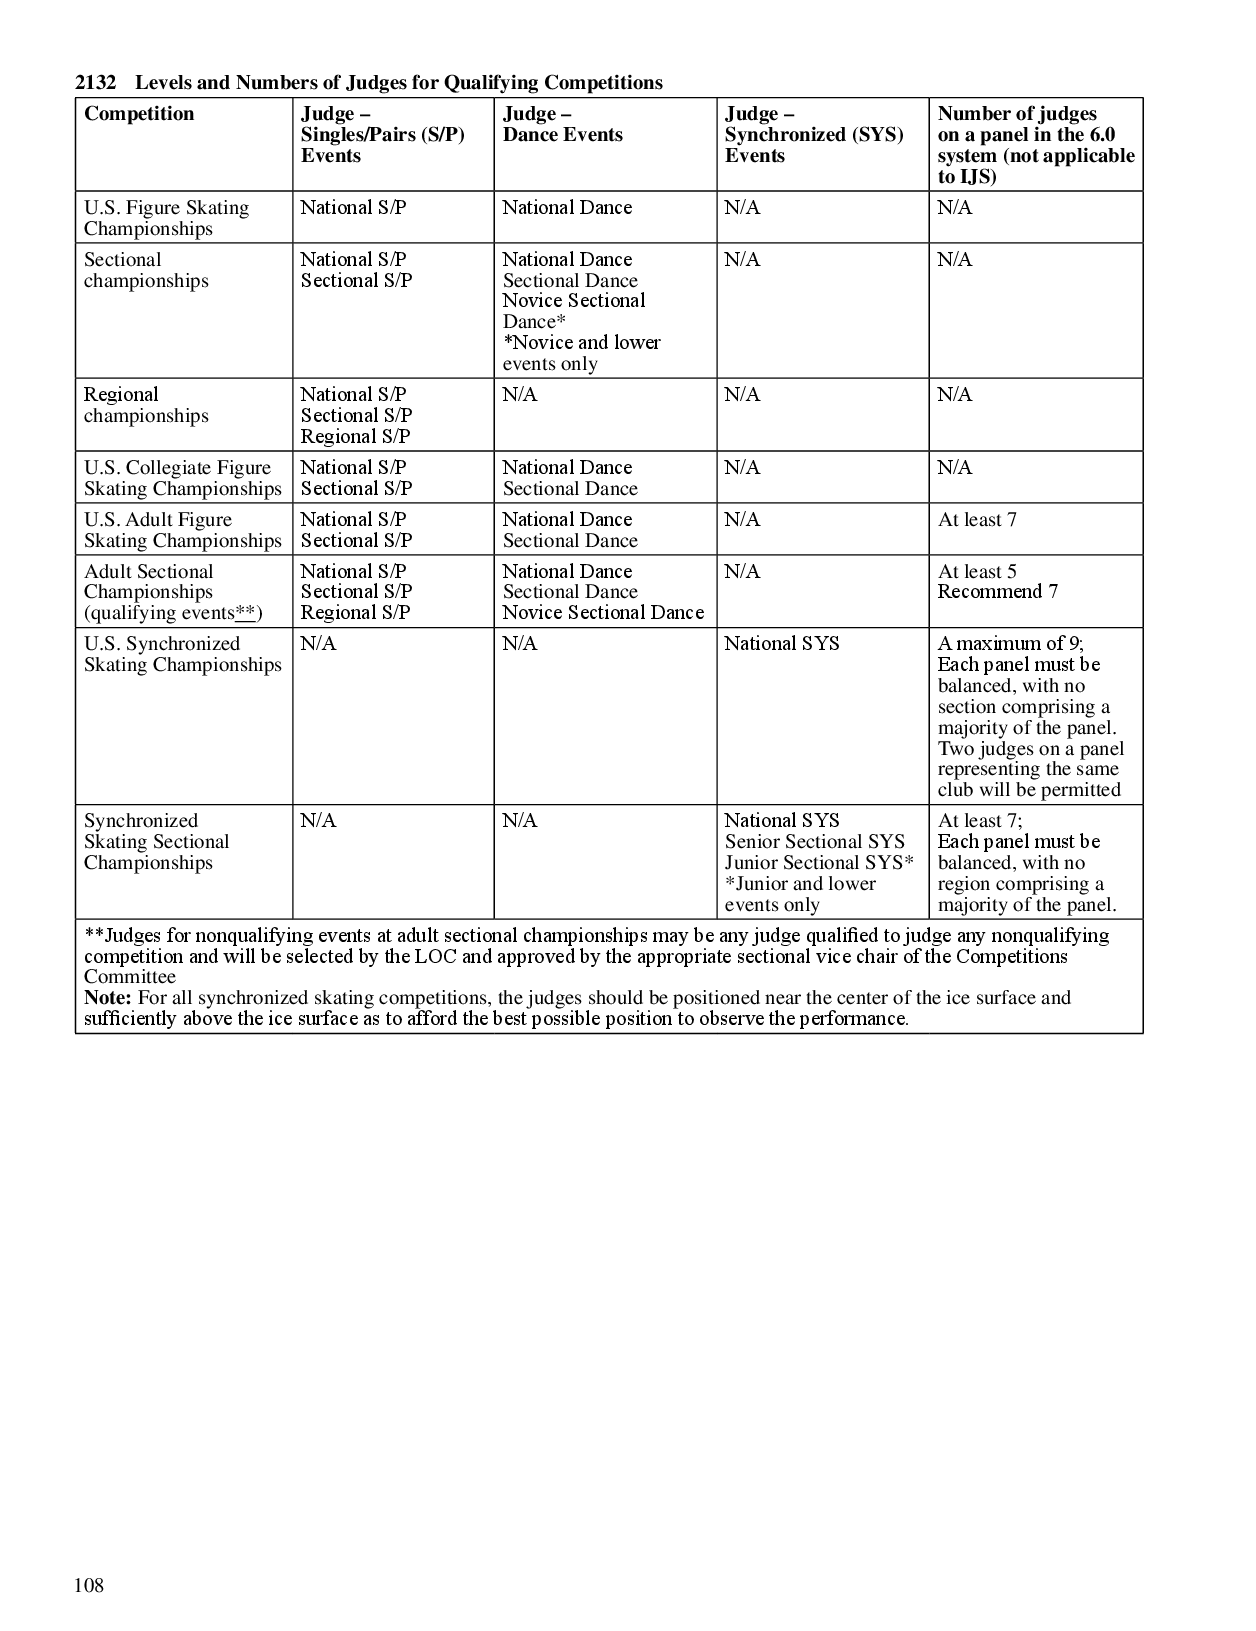 2132 Levels and Numbers of Judges for Qualifying Competitions
Competition
Judge –
Singles/Pairs (S/P)
Events
Judge –
Dance Events
Judge –
Synchronized (SYS)
Events
Number of judges
on a panel in the 6.0
system (not applicable
to IJS)
U.S. Figure Skating
Championships
National S/P
National Dance
N/A
N/A
Sectional
championships
National S/P
Sectional S/P
National Dance
Sectional Dance
Novice Sectional
Dance*
*Novice and lower
events only
N/A
N/A
Regional
championships
National S/P
Sectional S/P
Regional S/P
N/A
N/A
N/A
U.S. Collegiate Figure
Skating Championships
National S/P
Sectional S/P
National Dance
Sectional Dance
N/A
N/A
U.S. Adult Figure
Skating Championships
National S/P
Sectional S/P
National Dance
Sectional Dance
N/A
At least 7
Adult Sectional
Championships
(qualifying events**)
National S/P
Sectional S/P
Regional S/P
National Dance
Sectional Dance
Novice Sectional Dance
N/A
At least 5
Recommend 7
U.S. Synchronized
Skating Championships
N/A
N/A
National SYS
A maximum of 9;
Each panel must be
balanced, with no
section comprising a
majority of the panel.
Two judges on a panel
representing the same
club will be permitted
Synchronized
Skating Sectional
Championships
N/A
N/A
National SYS
Senior Sectional SYS
Junior Sectional SYS*
*Junior and lower
events only
At least 7;
Each panel must be
balanced, with no
region comprising a
majority of the panel.
**Judges for nonqualifying events at adult sectional championships may be any judge qualified to judge any nonqualifying
competition and will be selected by the LOC and approved by the appropriate sectional vice chair of the Competitions
Committee
Note: For all synchronized skating competitions, the judges should be positioned near the center of the ice surface and
sufficiently above the ice surface as to afford the best possible position to observe the performance.
108